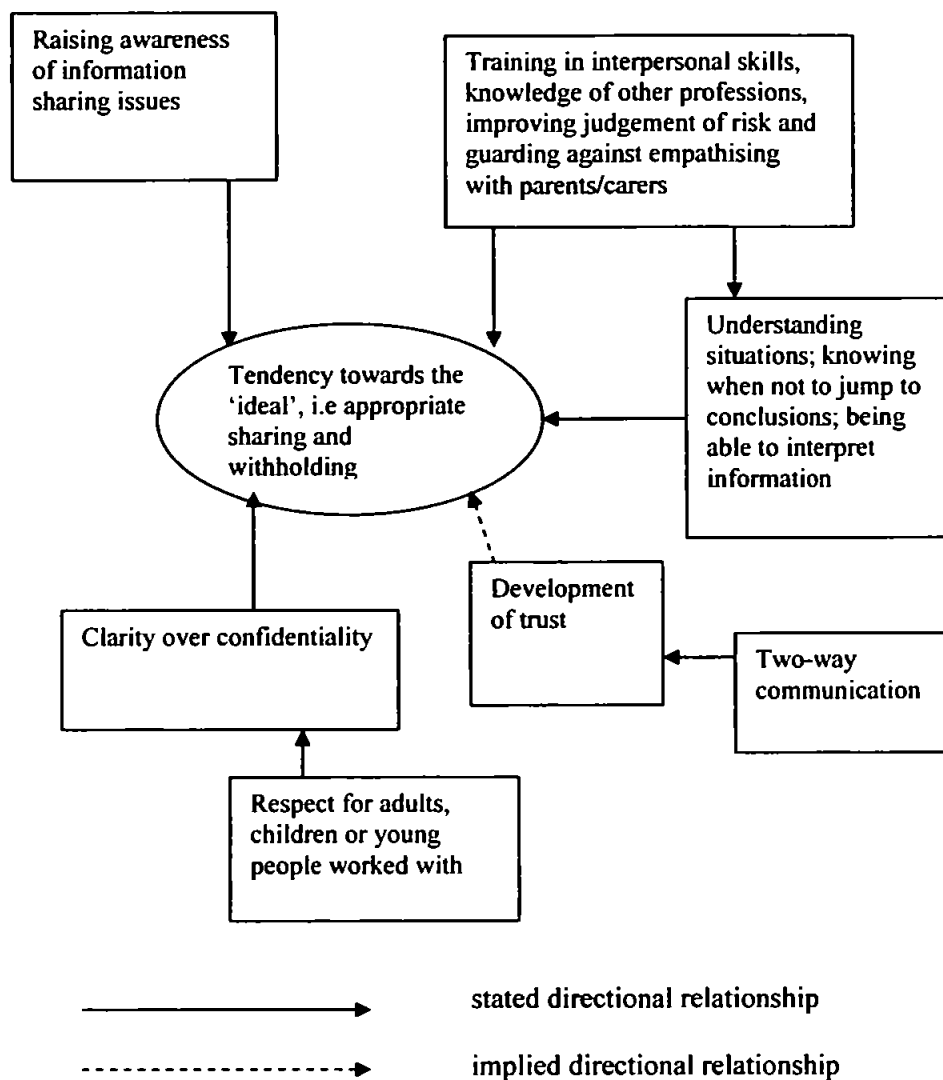 Raising awareness
of information
sharing issues
Training in interpersonal skills,
knowledge of other professions,
improving judgement of risk and
guarding against empathising
with parents/carers
Understanding
situations; knowing
when not to jump to
conclusions; being
able to interpret
information
Tendency towards the
‘ideal’, i.e appropriate
sharing and
withholding
Development
of trust
Clarity over confidentiality
Two-way
communication
Respect for adults,
children or young
people worked with
stated directional relationship
implied directional relationship